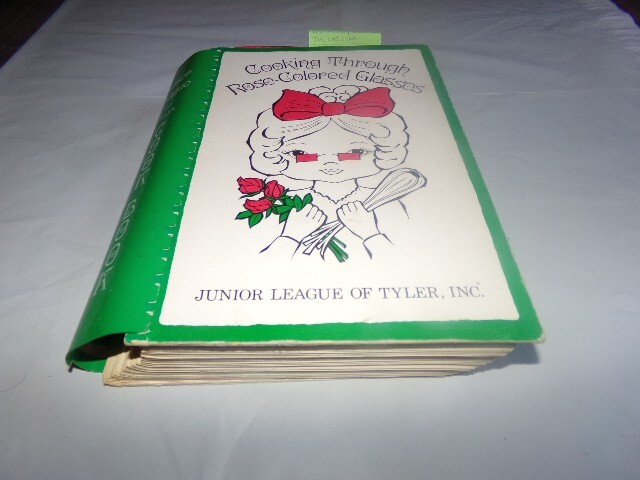 Cooking Through
Rose-Colored Glasses
JUNIOR LEAGUE OF TYLER, INC.